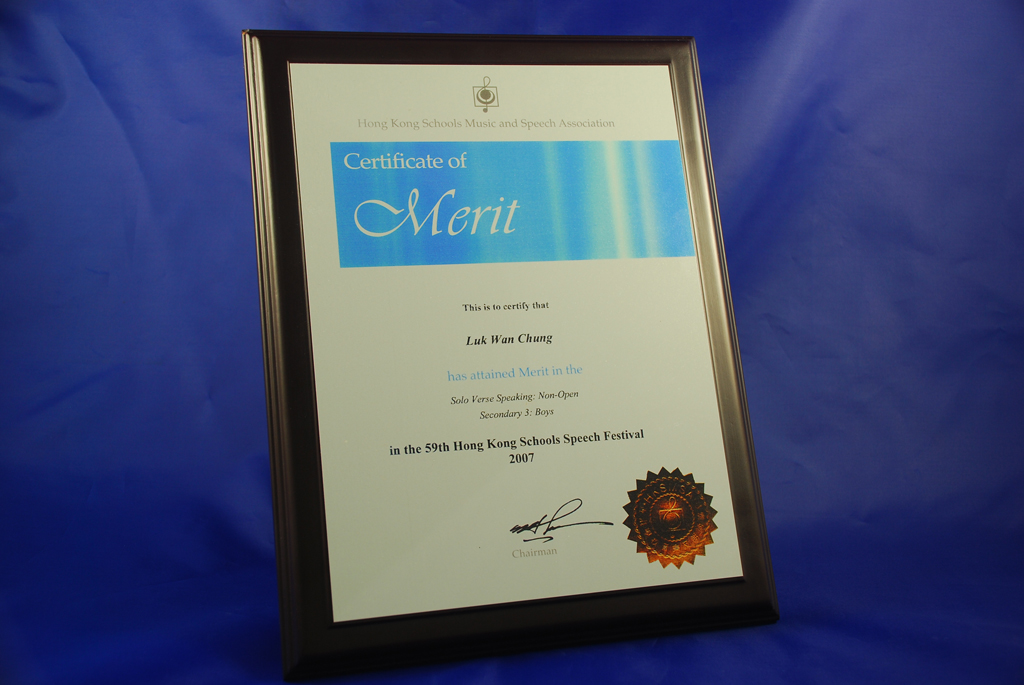 Hong Kong Schools Music and Speech Association
Certificate of
Merit
This is to certify that
Luk Wan Chung
has attained Merit in the
Solo Verse Speaking: Non-Open
Secondary 3: Boys
in the 59th Hong Kong Schools Speech Festival
2007
Chairman